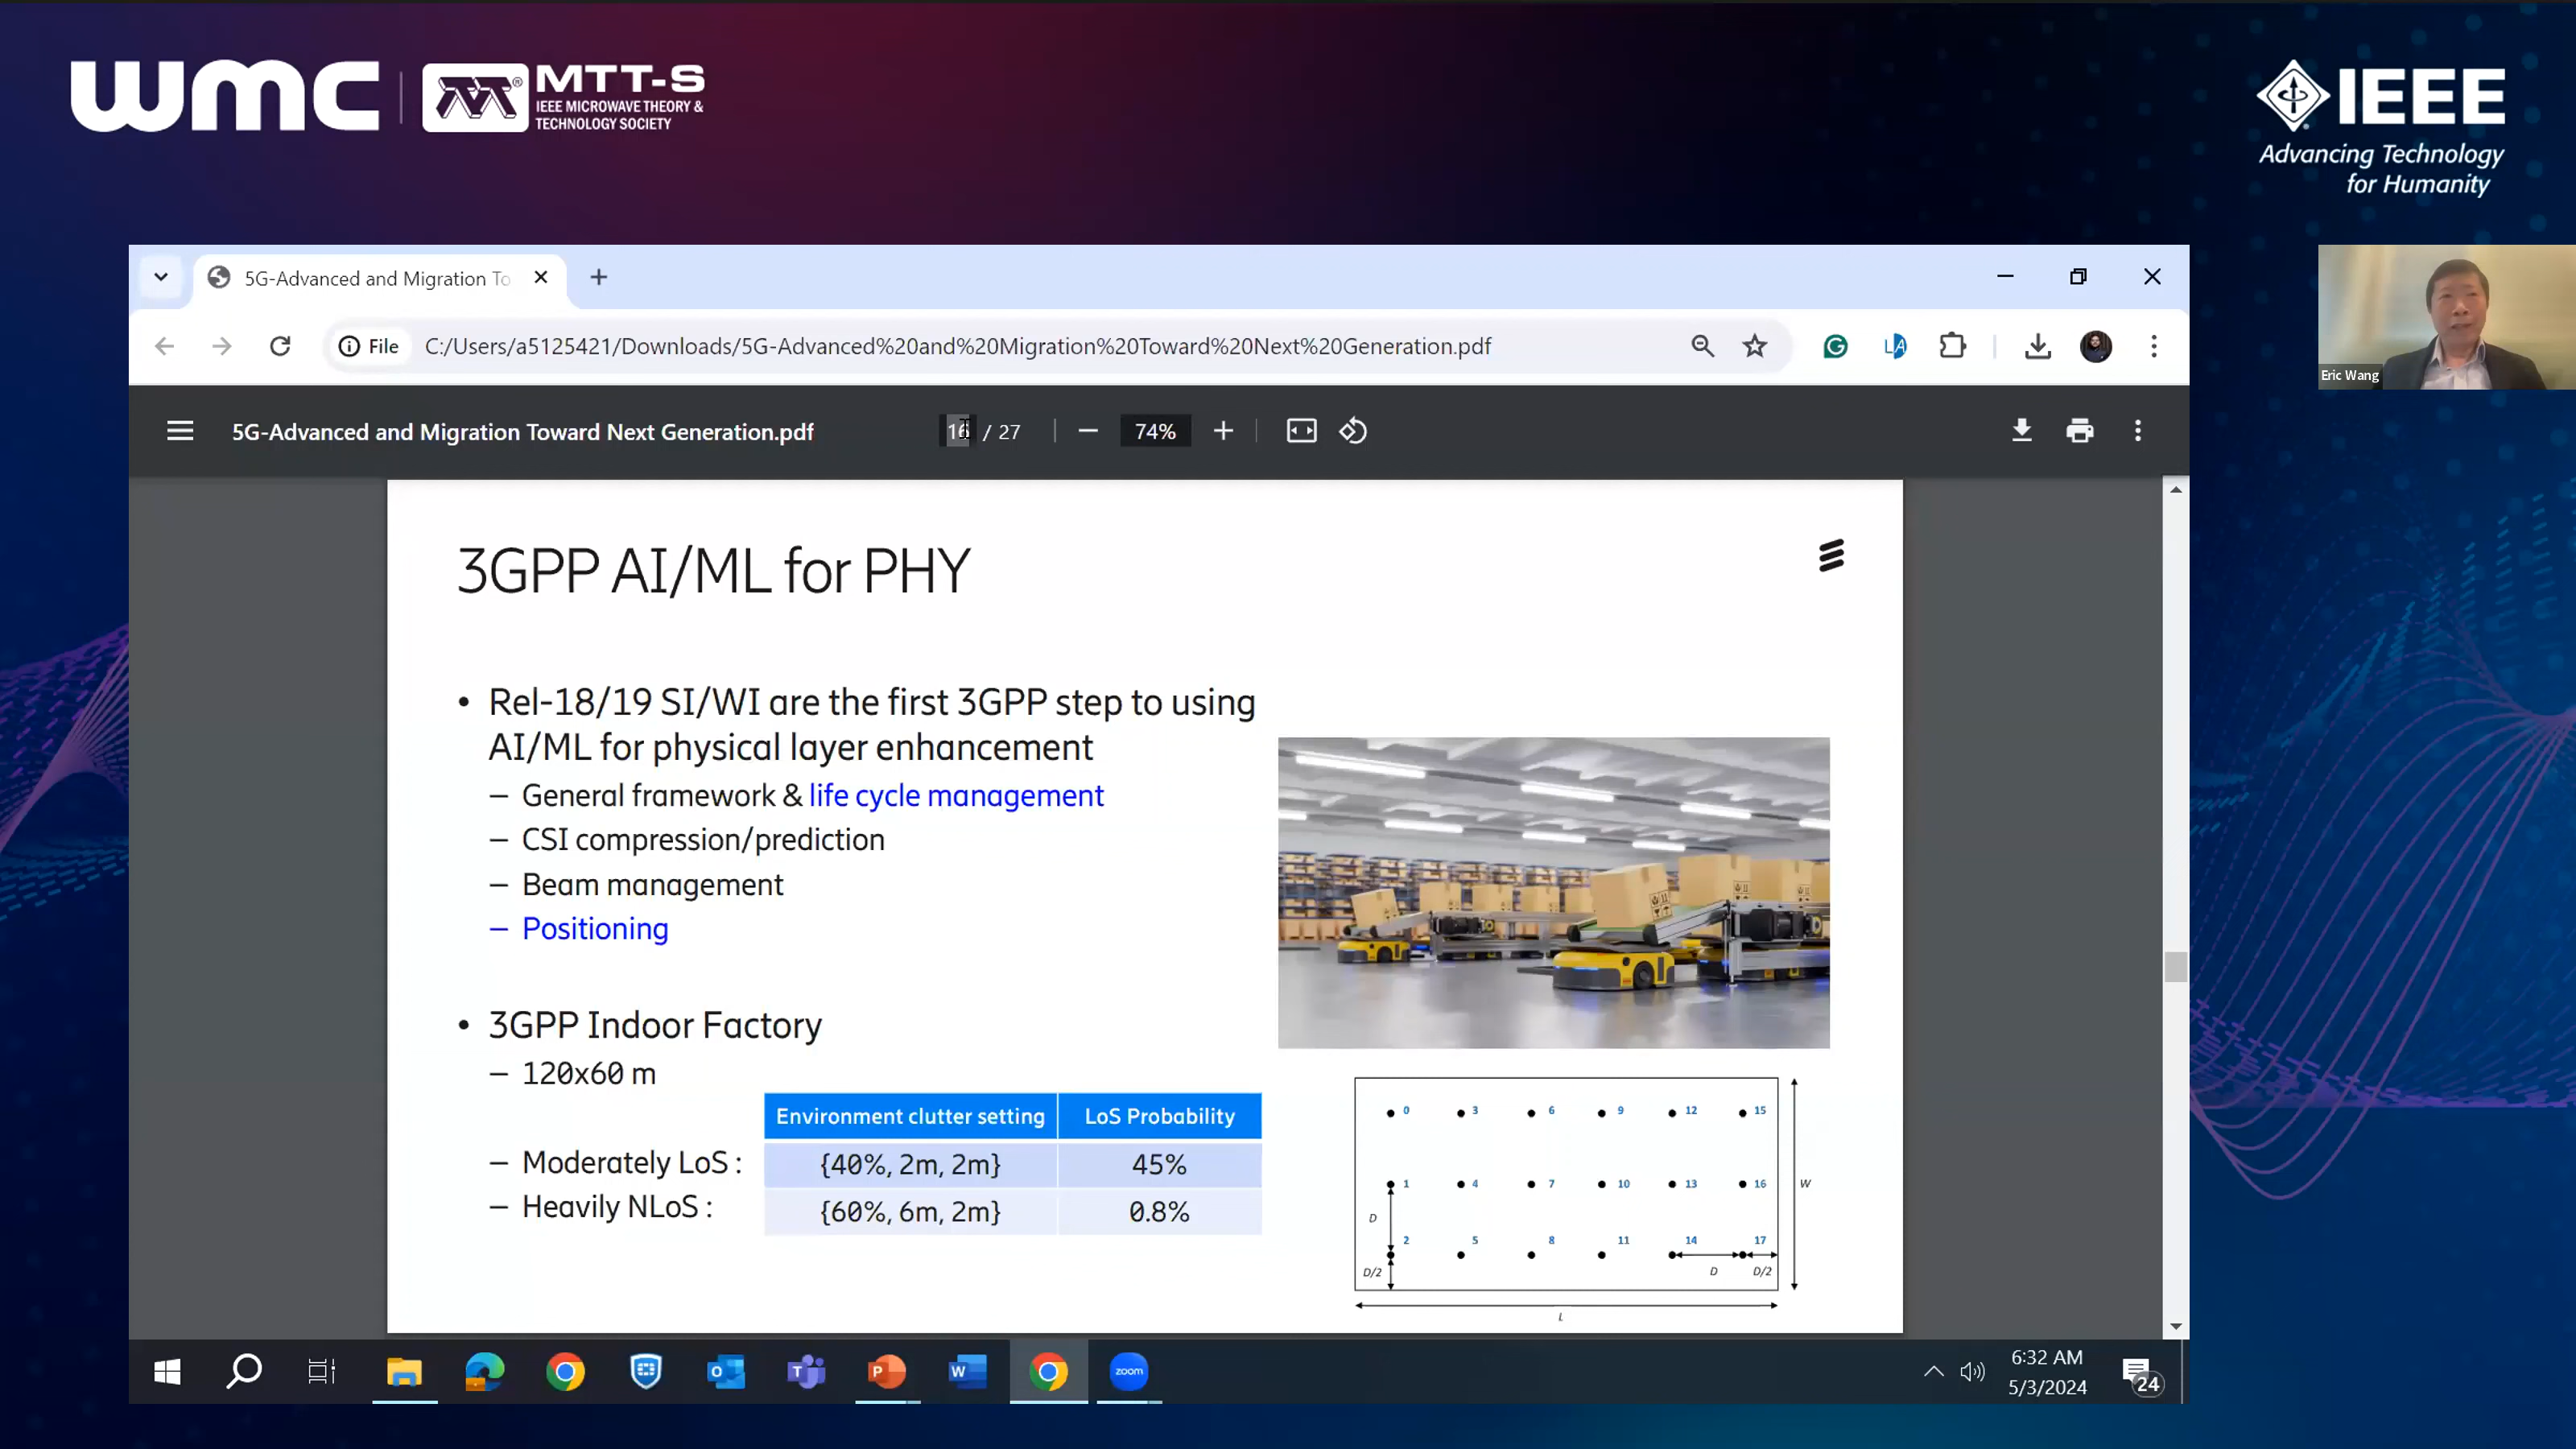 wmc
MTT-S
IEEE MICROWAVE THEORY &
TECHNOLOGY SOCIETY
IEEE
Advancing Technology
for Humanity
5G-Advanced and Migration To
File
C:/Users/a5125421/Downloads/5G-Advanced%20and%20Migration%20Toward%20Next%20Generation.pdf
Eric Wang
5G-Advanced and Migration Toward Next Generation.pdf
16 / 27
74%
3GPP AI/ML for PHY
• Rel-18/19 SI/WI are the first 3GPP step to using
AI/ML for physical layer enhancement
– General framework & life cycle management
– CSI compression/prediction
– Beam management
– Positioning
• 3GPP Indoor Factory
– 120x60 m
Environment clutter setting LoS Probability
– Moderately LoS : {40%, 2m, 2m} 45%
– Heavily NLoS : {60%, 6m, 2m} 0.8%
0 3 6 9 12 15
1 4 7 10 13 16
W
D
2 5 8 11 14 17
D/2 D D/2
L
zoom
6:32 AM
5/3/2024
24